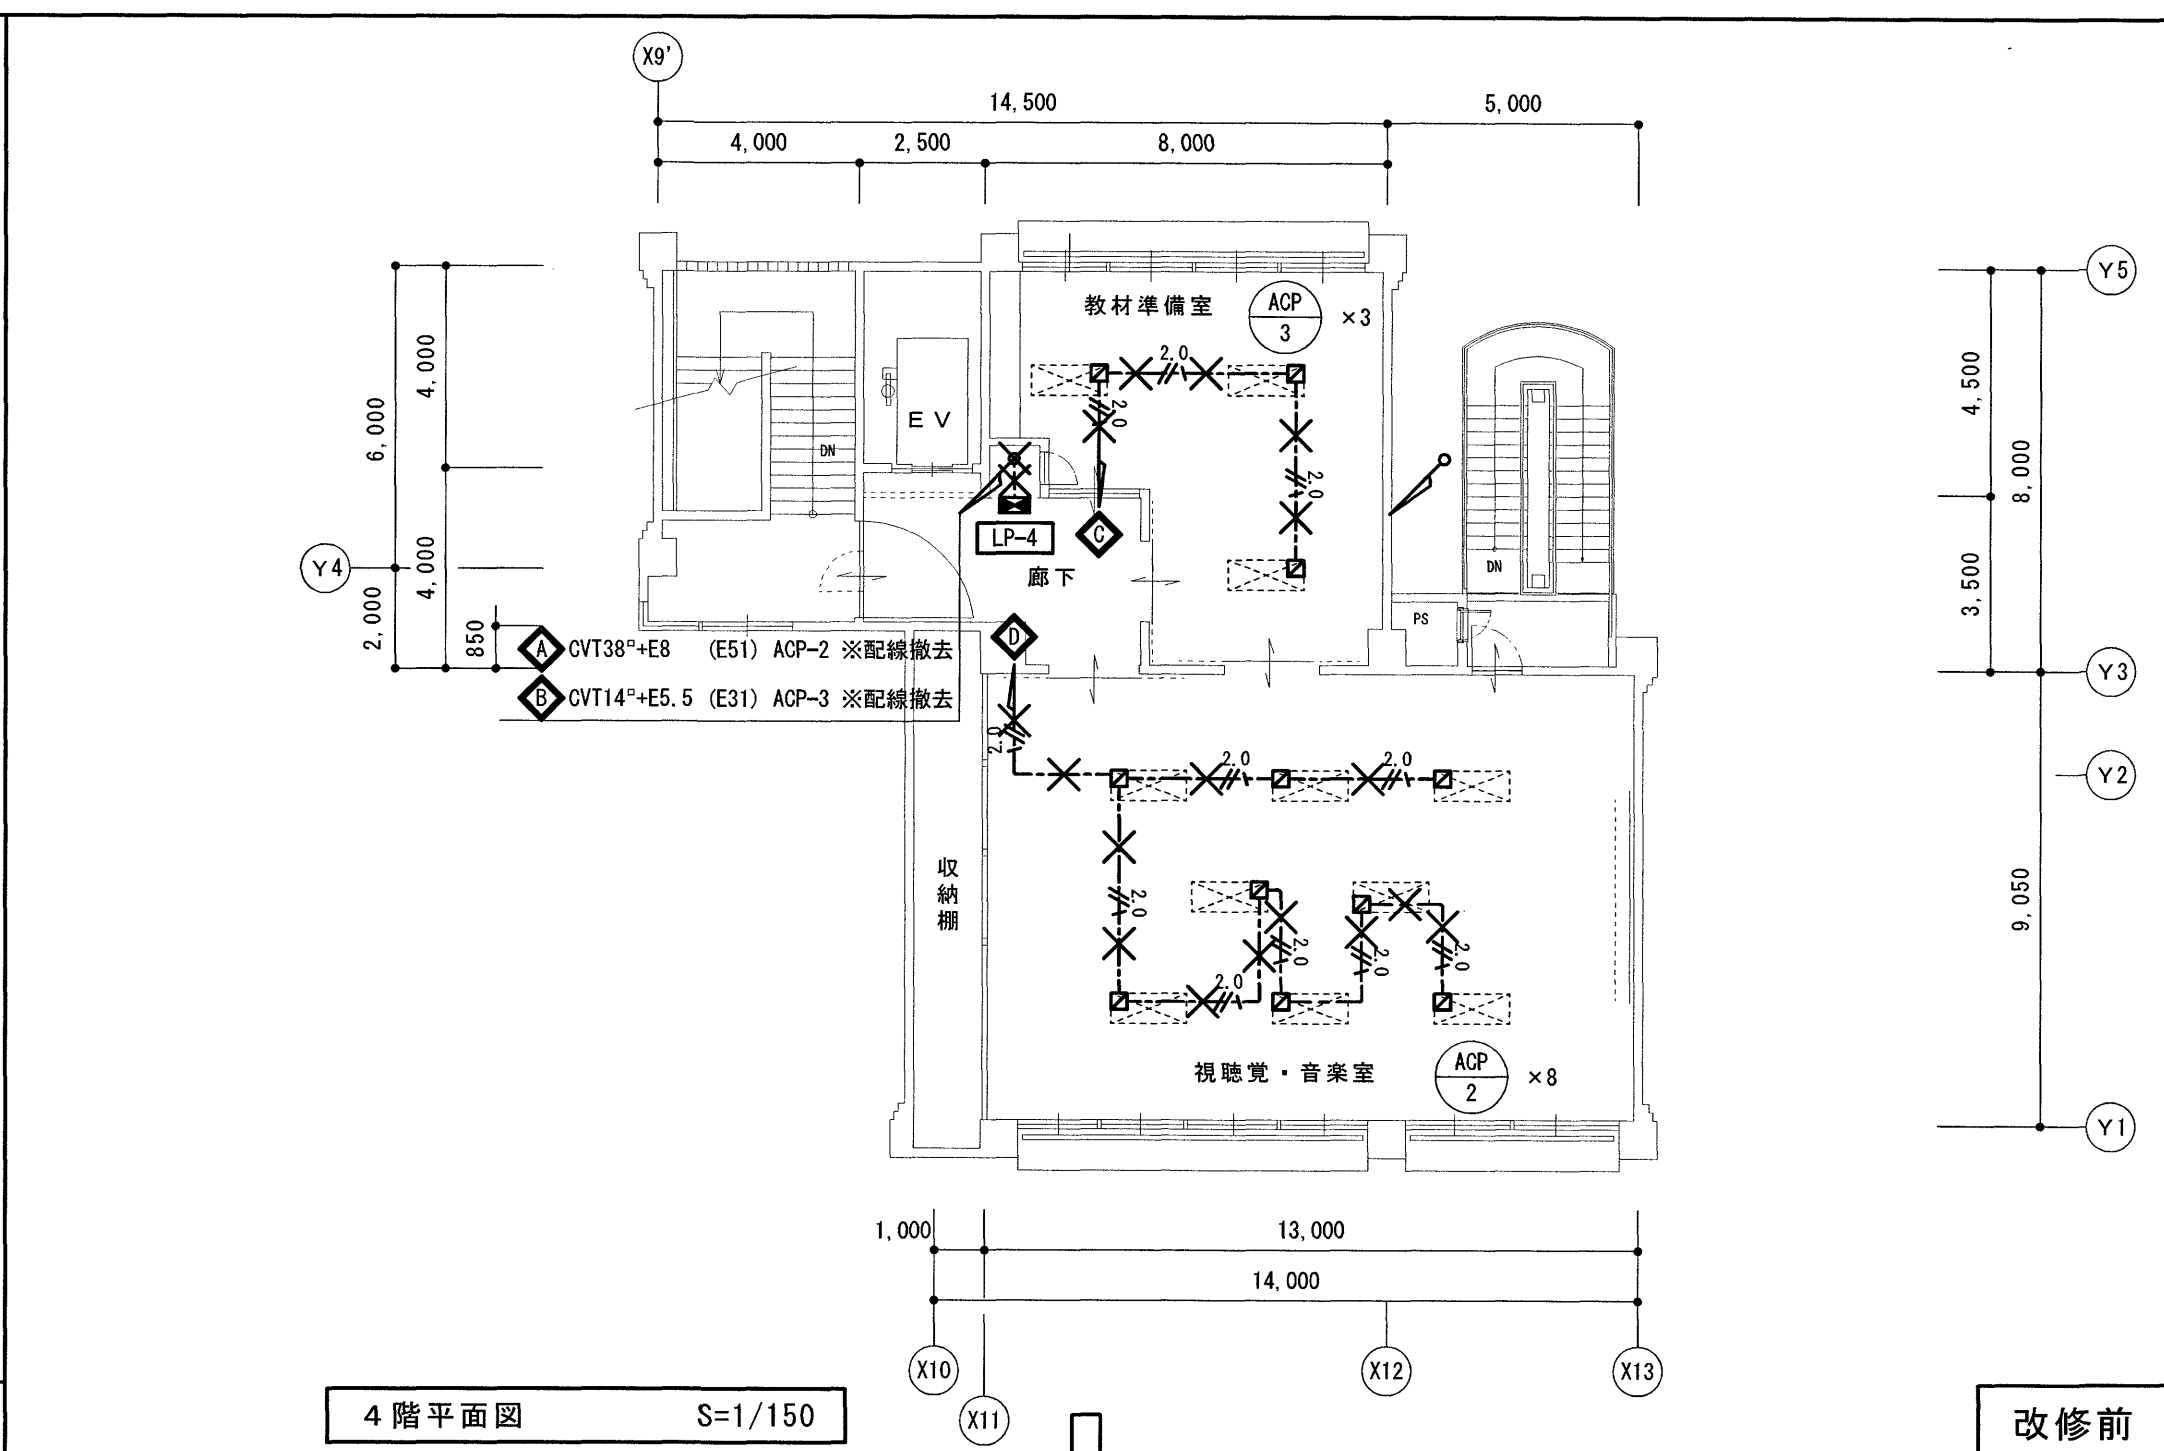 X9'
14,500
5,000
4,000
2,500
8,000
Y5
教材準備室
ACP
3
×3
2.0
4,000
4,500
6,000
EV
2.0
8,000
DN
2.0
LP-4
C
Y4
4,000
廊下
DN
3,500
2,000
850
D
PS
A CVT38□+E8 (E51) ACP-2 ※配線撤去
Y3
B CVT14□+E5.5 (E31) ACP-3 ※配線撤去
2.0
2.0
2.0
Y2
収納棚
2.0
9,050
2.0
2.0
2.0
2.0
視聴覚・音楽室
ACP
2
×8
Y1
1,000
13,000
14,000
X10
X12
X13
X11
4階平面図 S=1/150
改修前